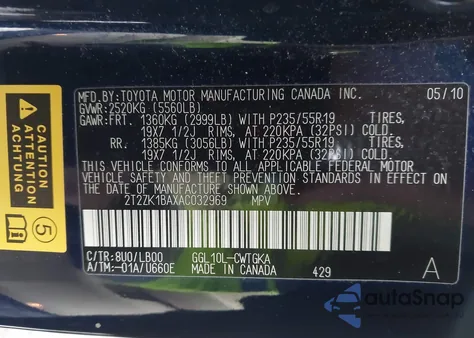 MFD.BY:TOYOTA MOTOR MANUFACTURING CANADA INC. 05/10
GVWR:2520KG (5560LB)
GAWR:FRT. 1360KG (2999LB) WITH P235/55R19 TIRES,
19X7 1/2J RIMS, AT 220KPA (32PSI) COLD.
RR. 1385KG (3056LB) WITH P235/55R19 TIRES,
19X7 1/2J RIMS, AT 220KPA (32PSI) COLD.
THIS VEHICLE CONFORMS TO ALL APPLICABLE FEDERAL MOTOR
VEHICLE SAFETY AND THEFT PREVENTION STANDARDS IN EFFECT
ON THE DATE OF MANUFACTURE SHOWN ABOVE.
2T2ZK1BAXAC032969 MPV
C/TR:8U0/LB00 GGL10L-CWTGKA
A/TM:-01A/U660E MADE IN CANADA 429 A
CAUTION
ACHTUNG
ATTENTION
5
autoSnap